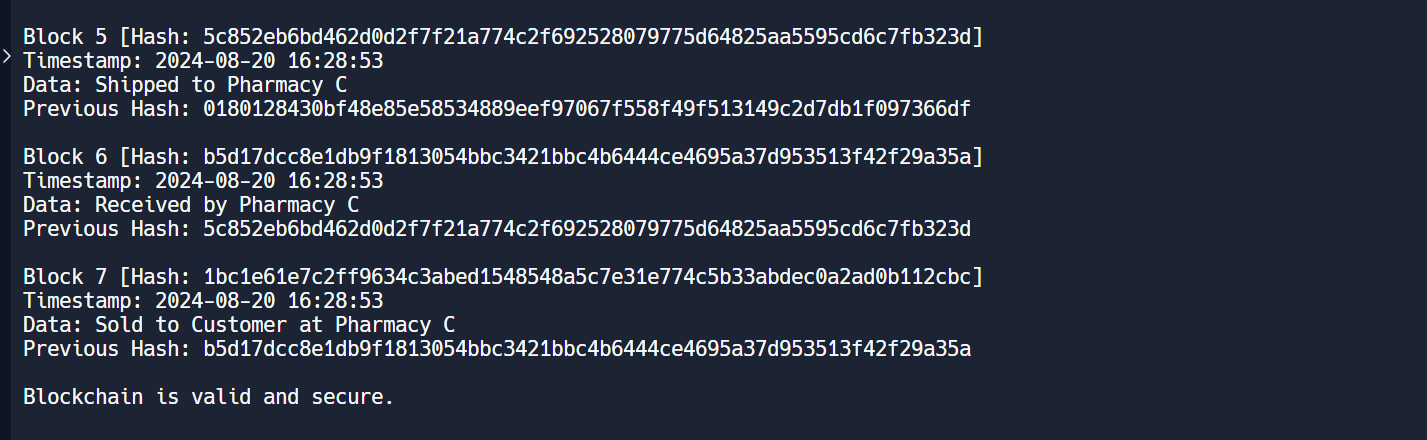 Block 5 [Hash: 5c852eb6bd462d0d2f7f21a774c2f692528079775d64825aa5595cd6c7fb323d]
Timestamp: 2024-08-20 16:28:53
Data: Shipped to Pharmacy C
Previous Hash: 0180128430bf48e85e58534889eef97067f558f49f513149c2d7db1f097366df
Block 6 [Hash: b5d17dcc8e1db9f1813054bbc3421bbc4b6444ce4695a37d953513f42f29a35a]
Timestamp: 2024-08-20 16:28:53
Data: Received by Pharmacy C
Previous Hash: 5c852eb6bd462d0d2f7f21a774c2f692528079775d64825aa5595cd6c7fb323d
Block 7 [Hash: 1bc1e61e7c2ff9634c3abed1548548a5c7e31e774c5b33abdec0a2ad0b112cbc]
Timestamp: 2024-08-20 16:28:53
Data: Sold to Customer at Pharmacy C
Previous Hash: b5d17dcc8e1db9f1813054bbc3421bbc4b6444ce4695a37d953513f42f29a35a
Blockchain is valid and secure.